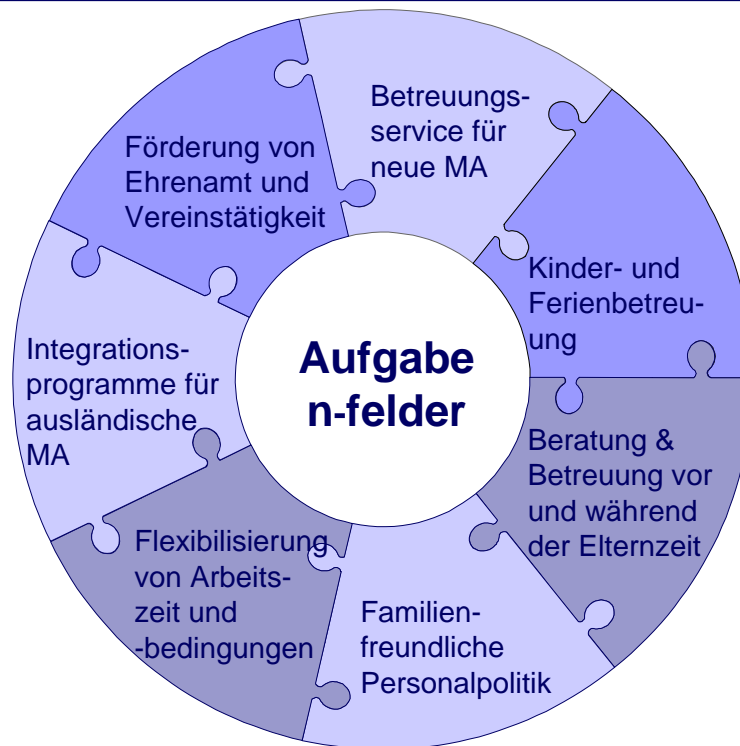 Betreuungs-
service für
neue MA
Kinder- und
Ferienbetreu-
ung
Beratung &
Betreuung vor
und während
der Elternzeit
Familien-
freundliche
Personalpolitik
Flexibilisierung
von Arbeits-
zeit und
-bedingungen
Integrations-
programme für
ausländische
MA
Förderung von
Ehrenamt und
Vereinstätigkeit
Aufgabe
n-felder